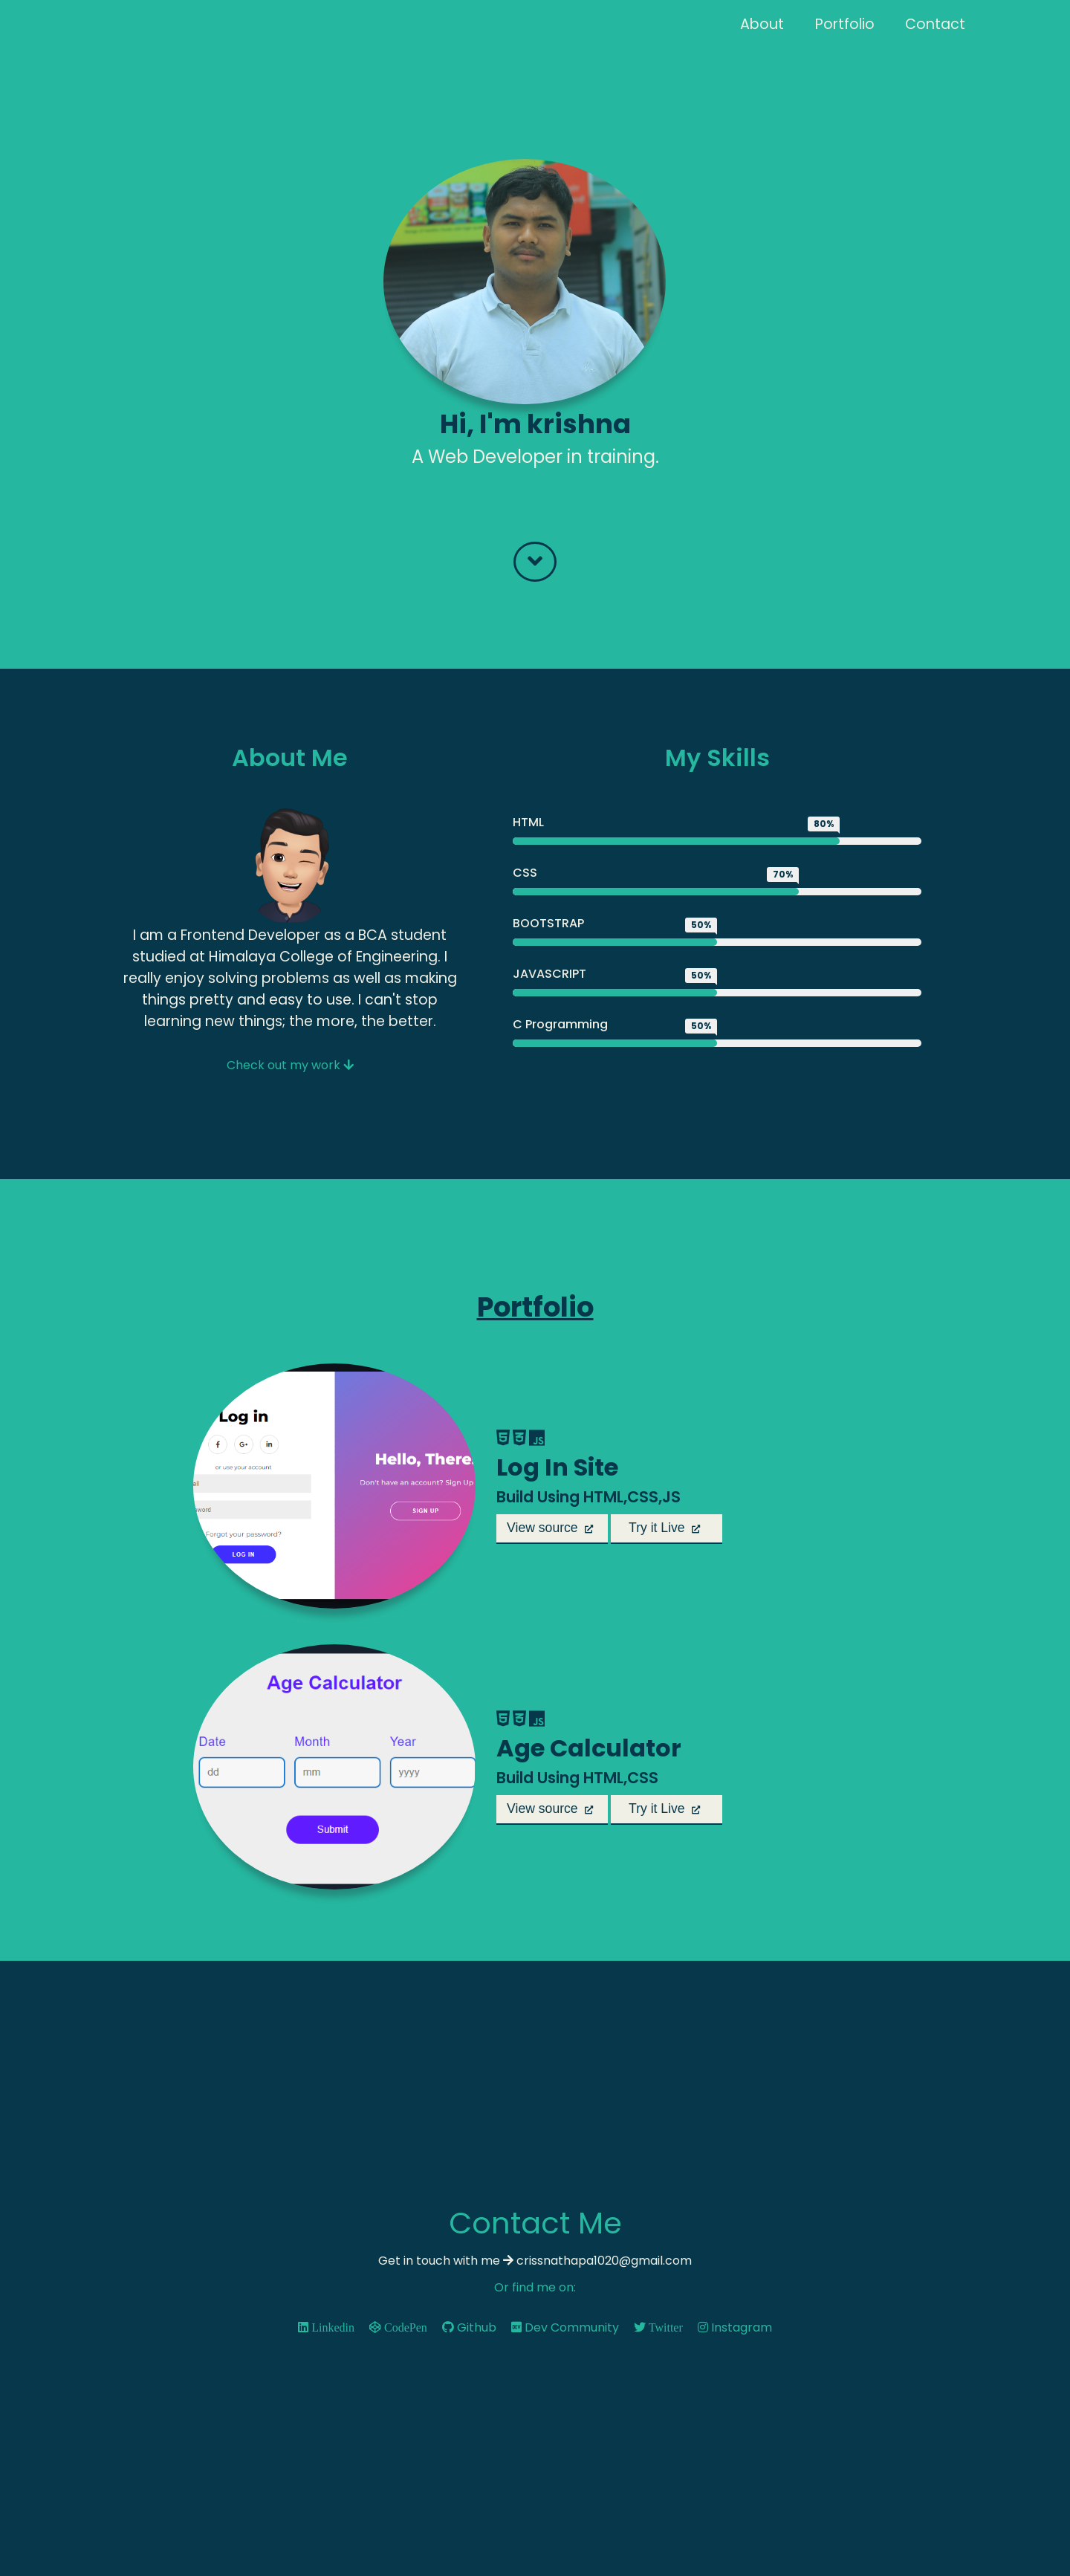 About Portfolio Contact
Hi, I'm krishna
A Web Developer in training.
About Me
I am a Frontend Developer as a BCA student
studied at Himalaya College of Engineering. I
really enjoy solving problems as well as making
things pretty and easy to use. I can't stop
learning new things; the more, the better.
Check out my work
My Skills
HTML 80%
CSS 70%
BOOTSTRAP 50%
JAVASCRIPT 50%
C Programming 50%
Portfolio
Log in
G+ in
or use your account
Forgot your password?
LOG IN
Hello, There.
Don't have an account? Sign Up
SIGN UP
JS
Log In Site
Build Using HTML,CSS,JS
View source Try it Live
Age Calculator
Date Month Year
dd mm yyyy
Submit
JS
Age Calculator
Build Using HTML,CSS
View source Try it Live
Contact Me
Get in touch with me crissnathapa1020@gmail.com
Or find me on:
Linkedin CodePen Github Dev Community Twitter Instagram